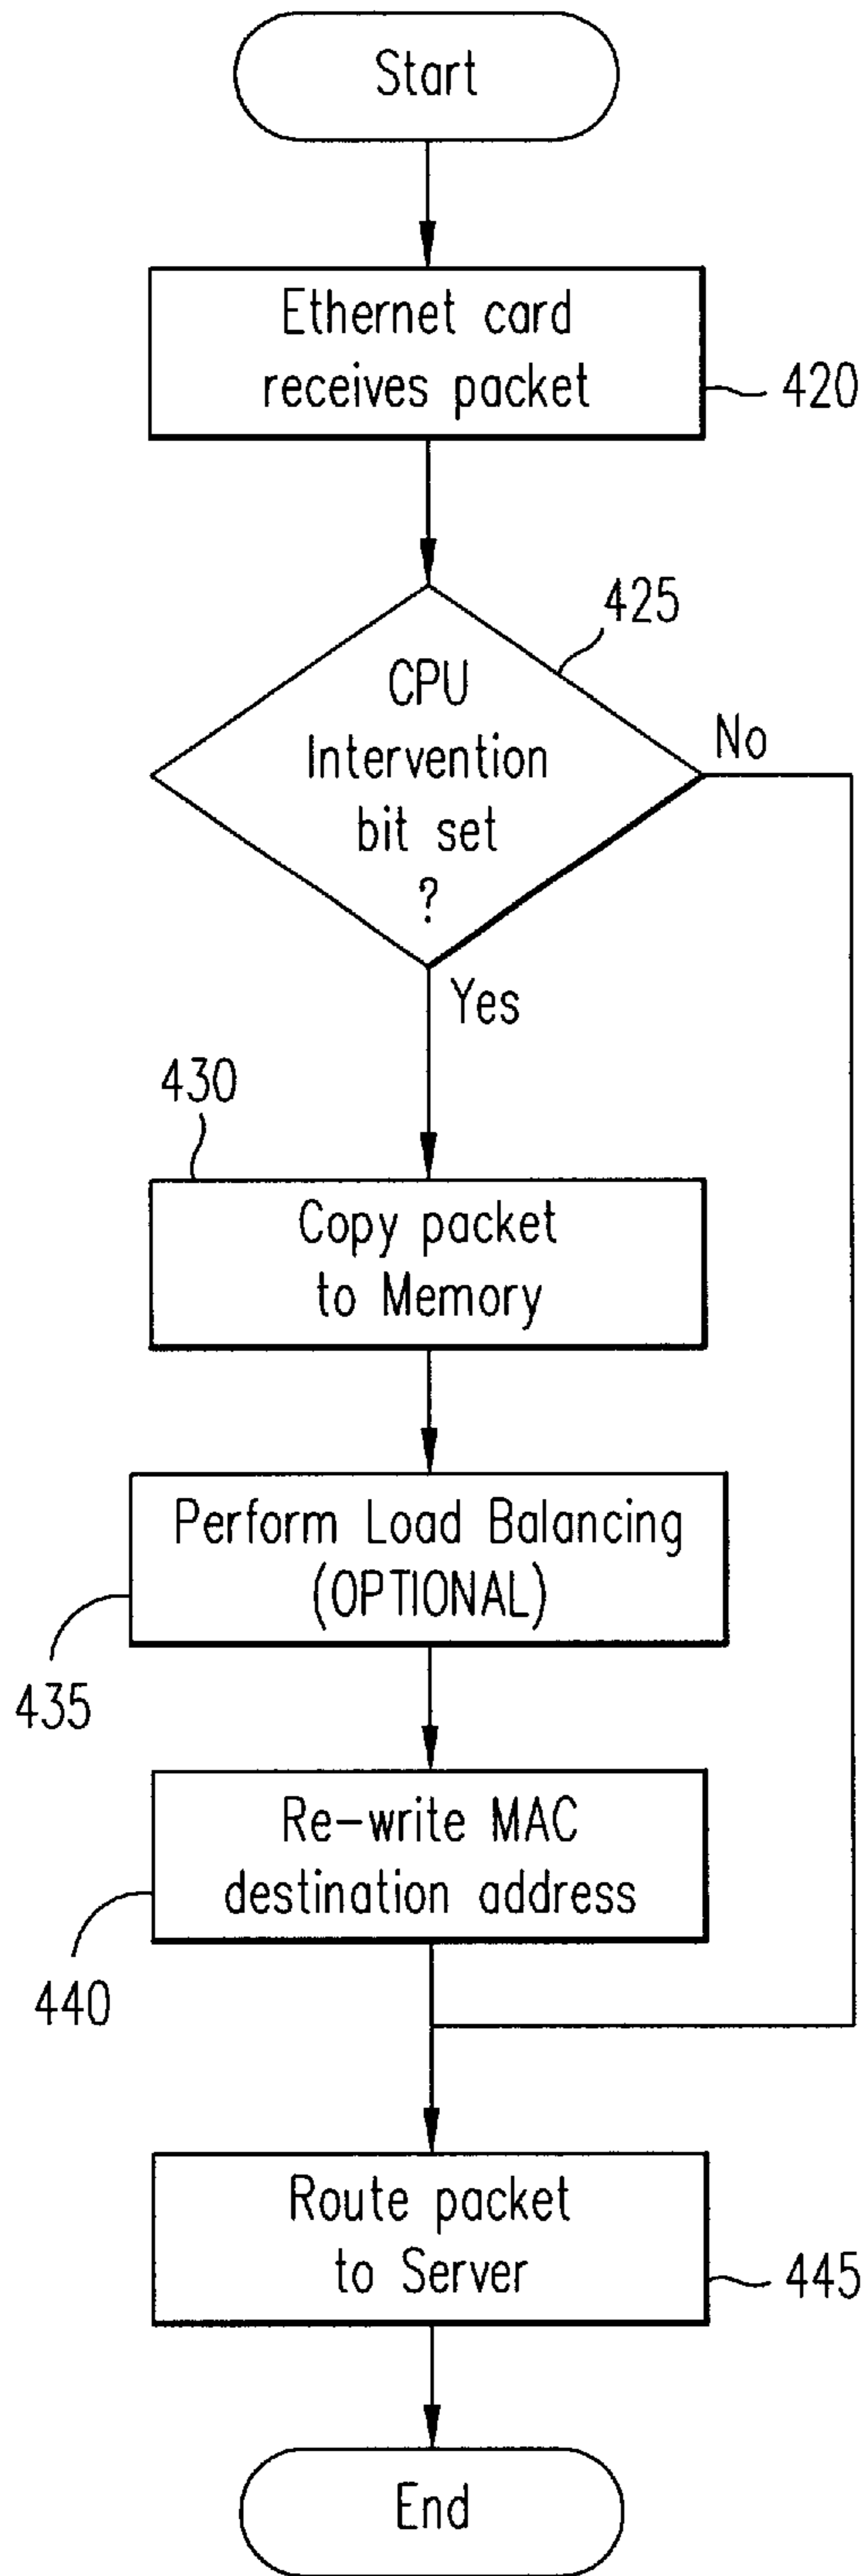 Start
Ethernet card
receives packet
420
425
CPU
Intervention
bit set
?
No
Yes
430
Copy packet
to Memory
Perform Load Balancing
(OPTIONAL)
435
Re-write MAC
destination address
440
Route packet
to Server
445
End